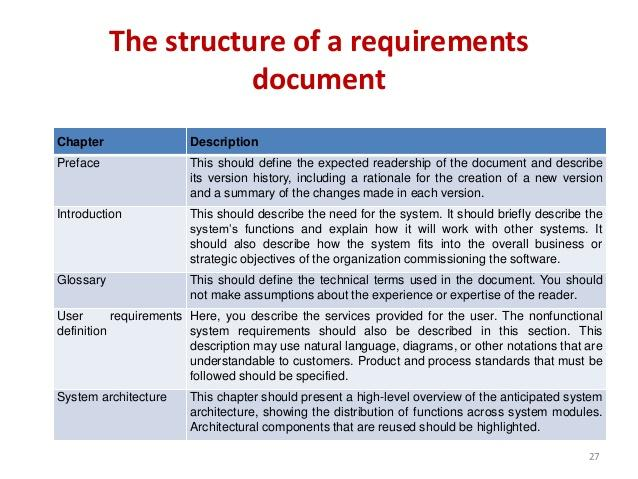 The structure of a requirements
document
Chapter Description
Preface This should define the expected readership of the document and describe
its version history, including a rationale for the creation of a new version
and a summary of the changes made in each version.
Introduction This should describe the need for the system. It should briefly describe the
system’s functions and explain how it will work with other systems. It
should also describe how the system fits into the overall business or
strategic objectives of the organization commissioning the software.
Glossary This should define the technical terms used in the document. You should
not make assumptions about the experience or expertise of the reader.
User requirements Here, you describe the services provided for the user. The nonfunctional
definition system requirements should also be described in this section. This
description may use natural language, diagrams, or other notations that are
understandable to customers. Product and process standards that must be
followed should be specified.
System architecture This chapter should present a high-level overview of the anticipated system
architecture, showing the distribution of functions across system modules.
Architectural components that are reused should be highlighted.
27